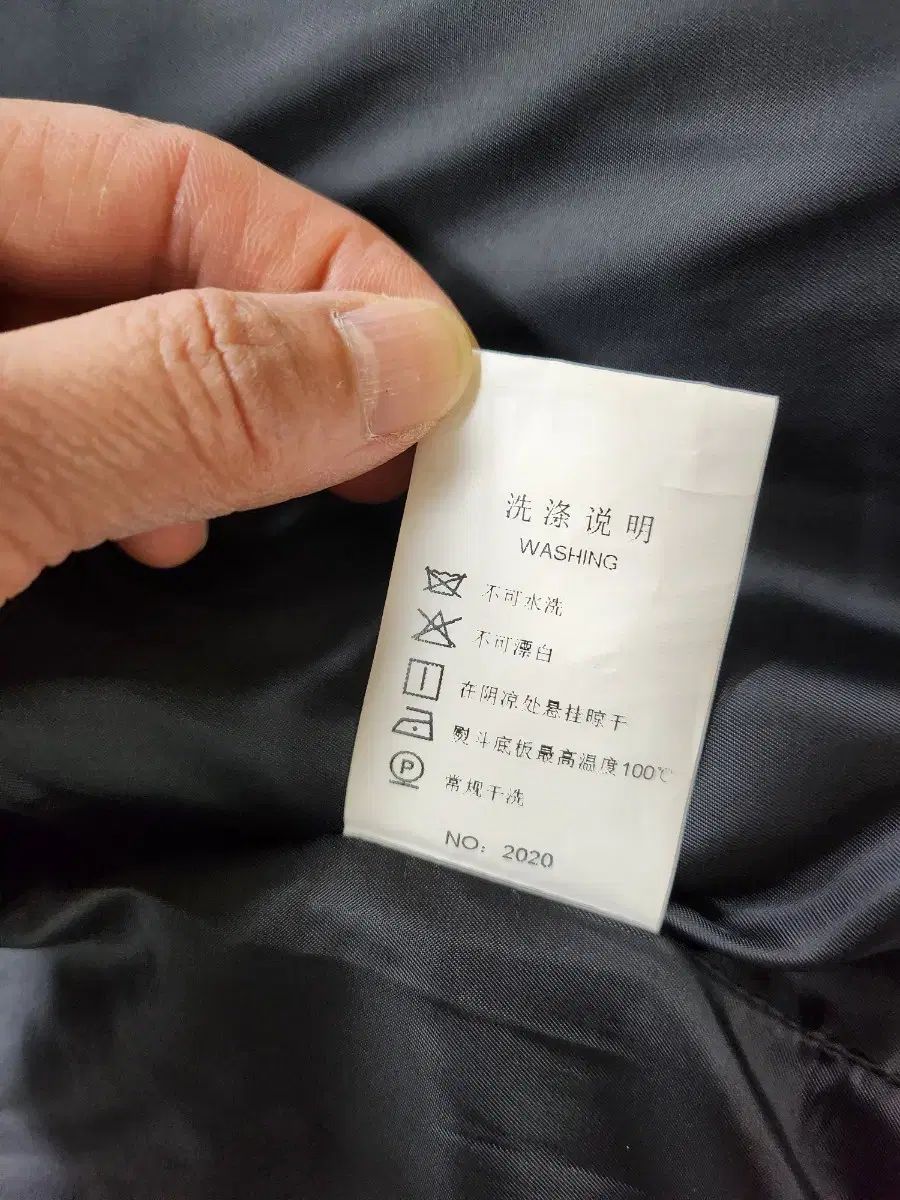 洗涤说明
WASHING
不可水洗
不可漂白
在阴凉处悬挂晾干
熨斗底板最高温度100℃
P 常规干洗
NO: 2020